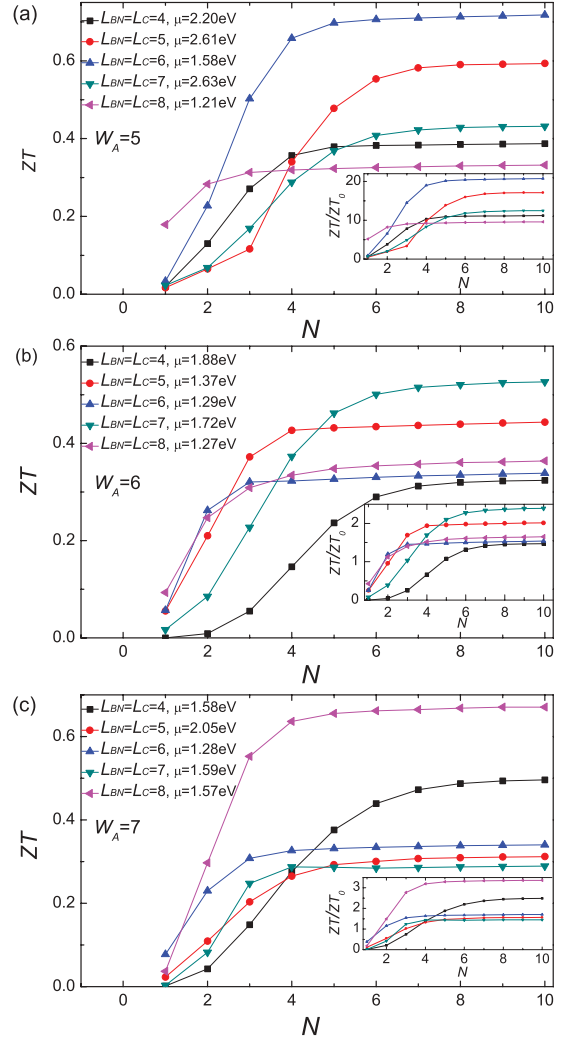 (a)
L_BN=L_C=4, μ=2.20eV
L_BN=L_C=5, μ=2.61eV
L_BN=L_C=6, μ=1.58eV
L_BN=L_C=7, μ=2.63eV
L_BN=L_C=8, μ=1.21eV
W_A=5
ZT
0.6
0.4
0.2
0.0
0 2 4 6 8 10
N
ZT/ZT_0
20
10
0
2 4 6 8 10
N
(b)
L_BN=L_C=4, μ=1.88eV
L_BN=L_C=5, μ=1.37eV
L_BN=L_C=6, μ=1.29eV
L_BN=L_C=7, μ=1.72eV
L_BN=L_C=8, μ=1.27eV
W_A=6
ZT
0.6
0.4
0.2
0.0
0 2 4 6 8 10
N
ZT/ZT_0
2
1
0
2 4 6 8 10
N
(c)
L_BN=L_C=4, μ=1.58eV
L_BN=L_C=5, μ=2.05eV
L_BN=L_C=6, μ=1.28eV
L_BN=L_C=7, μ=1.59eV
L_BN=L_C=8, μ=1.57eV
W_A=7
ZT
0.6
0.4
0.2
0.0
0 2 4 6 8 10
N
ZT/ZT_0
3
2
1
0
2 4 6 8 10
N